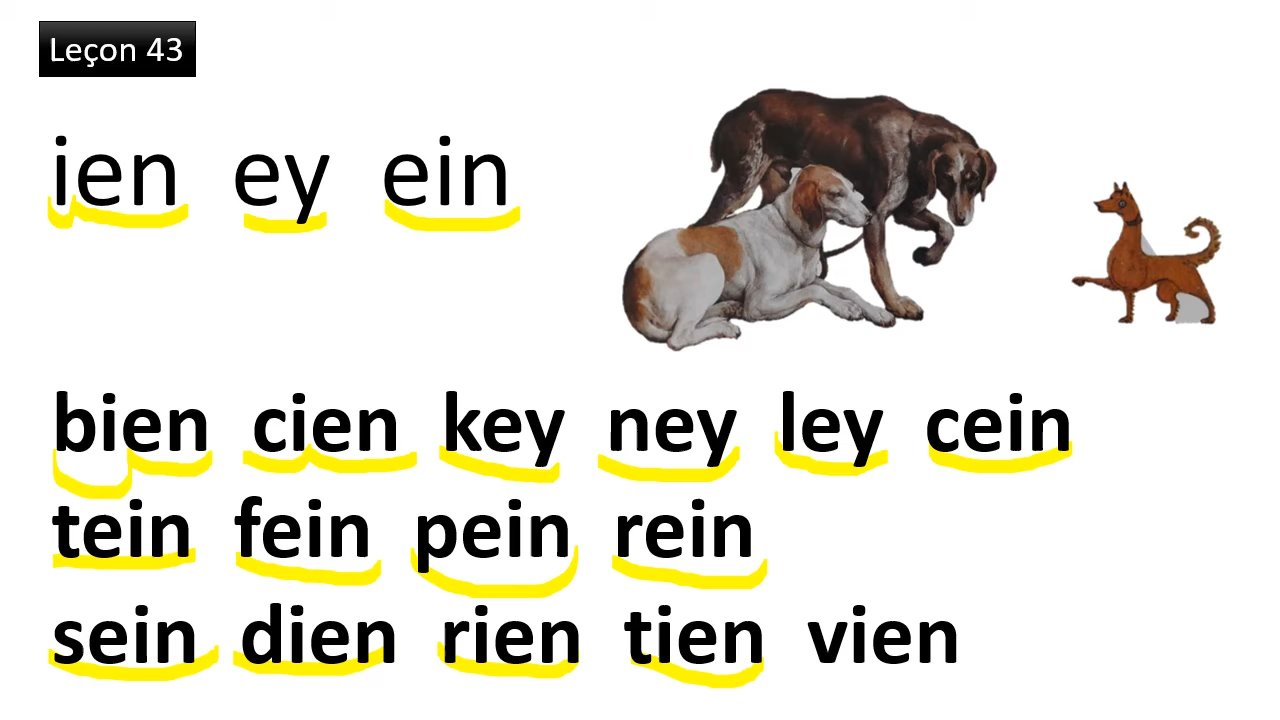 Leçon 43
ien ey ein
bien cien key ney ley cein
tein fein pein rein
sein dien rien tien vien